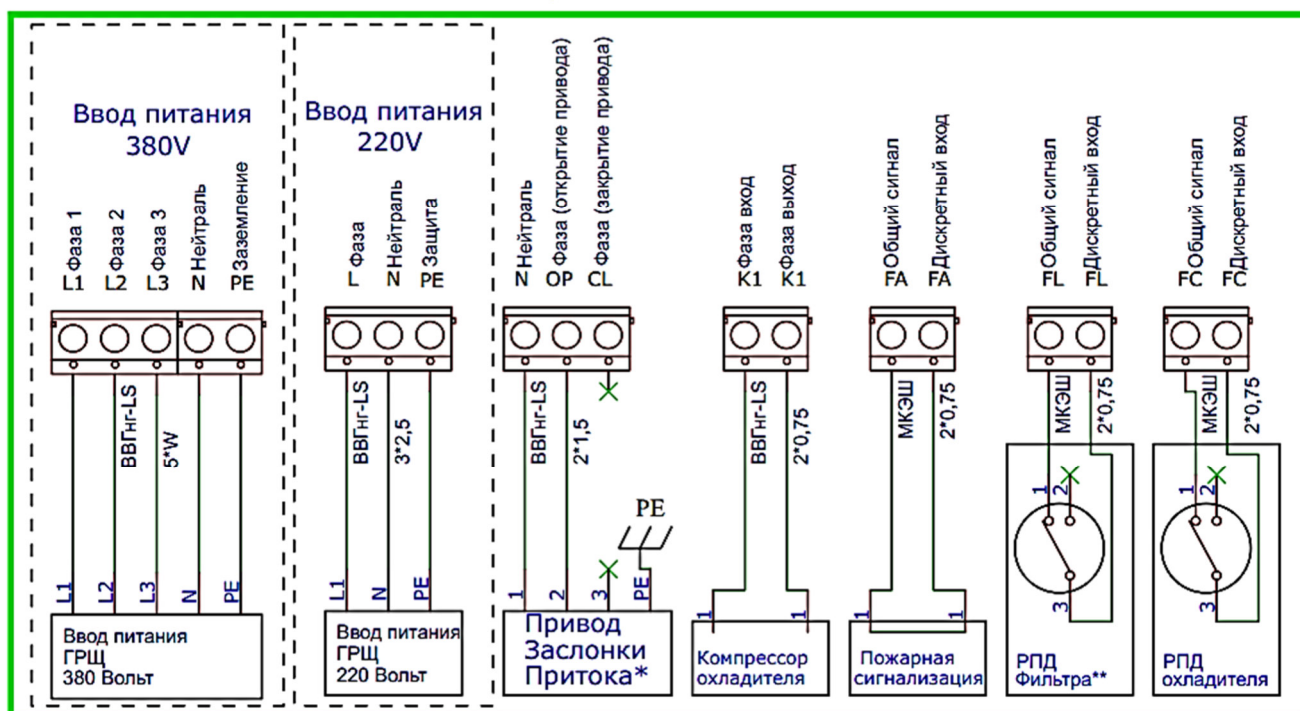 Ввод питания
380V
Фаза 1
Фаза 2
Фаза 3
Нейтраль
Заземление
L1
L2
L3
N
PE
ВВГнг-LS
5*W
L1
L2
L3
N
PE
Ввод питания
ГРЩ
380 Вольт
Ввод питания
220V
Фаза
Нейтраль
Защита
L
N
PE
ВВГнг-LS
3*2,5
L1
N
PE
Ввод питания
ГРЩ
220 Вольт
Нейтраль
Фаза (открытие привода)
Фаза (закрытие привода)
N
OP
CL
ВВГнг-LS
2*1,5
PE
1
2
3
PE
Привод
Заслонки
Притока*
Фаза вход
Фаза выход
K1
K1
ВВГнг-LS
2*0,75
1
1
Компрессор
охладителя
Общий сигнал
Дискретный вход
FA
FA
МКЭШ
2*0,75
1
1
Пожарная
сигнализация
Общий сигнал
Дискретный вход
FL
FL
МКЭШ
2*0,75
1
2
3
РПД
Фильтра**
Общий сигнал
Дискретный вход
FC
FC
МКЭШ
2*0,75
1
2
3
РПД
охладителя